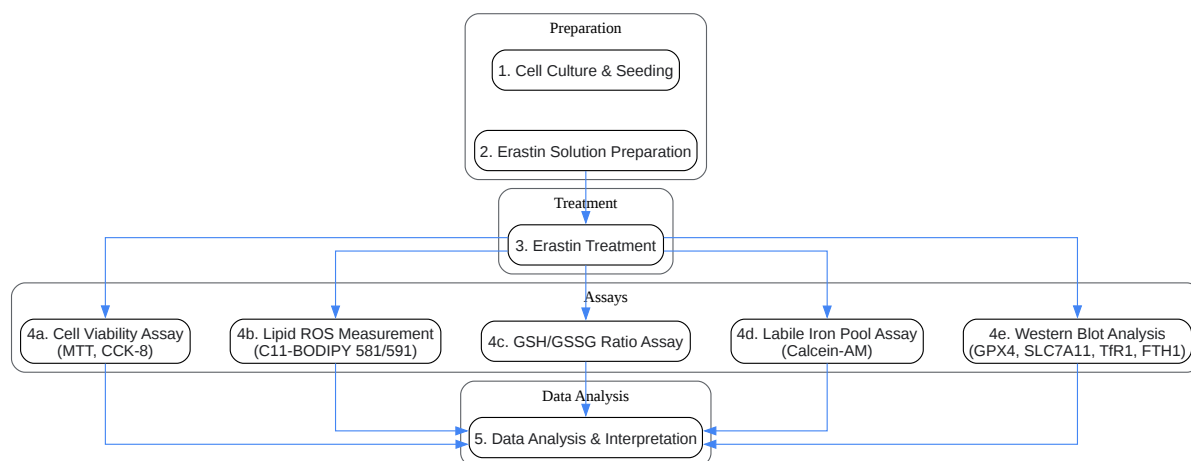 Preparation
1. Cell Culture & Seeding
2. Erastin Solution Preparation
Treatment
3. Erastin Treatment
Assays
4a. Cell Viability Assay
(MTT, CCK-8)
4b. Lipid ROS Measurement
(C11-BODIPY 581/591)
4c. GSH/GSSG Ratio Assay
4d. Labile Iron Pool Assay
(Calcein-AM)
4e. Western Blot Analysis
(GPX4, SLC7A11, TfR1, FTH1)
Data Analysis
5. Data Analysis & Interpretation